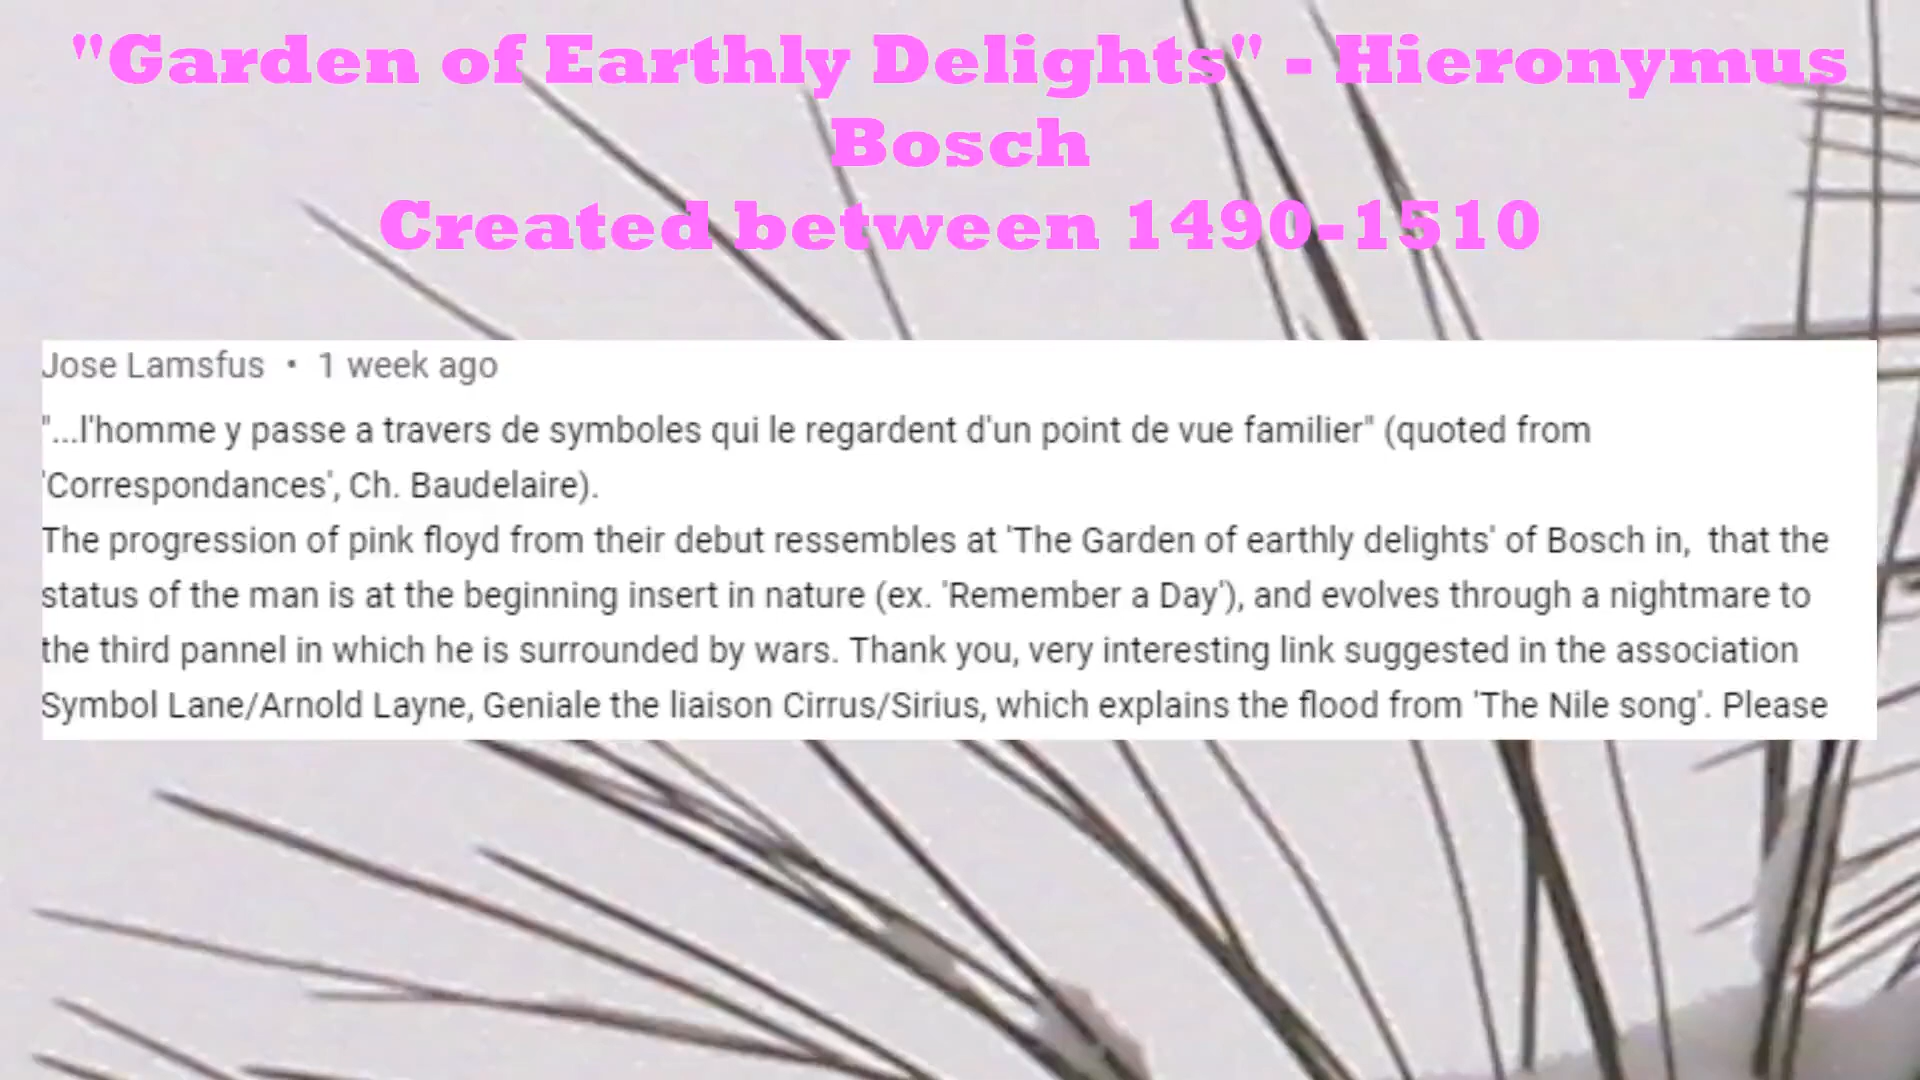 "Garden of Earthly Delights" - Hieronymus
Bosch
Created between 1490-1510
Jose Lamsfus • 1 week ago
"...l'homme y passe a travers de symboles qui le regardent d'un point de vue familier" (quoted from
'Correspondances', Ch. Baudelaire).
The progression of pink floyd from their debut ressembles at 'The Garden of earthly delights' of Bosch in,  that the
status of the man is at the beginning insert in nature (ex. 'Remember a Day'), and evolves through a nightmare to
the third pannel in which he is surrounded by wars. Thank you, very interesting link suggested in the association
Symbol Lane/Arnold Layne, Geniale the liaison Cirrus/Sirius, which explains the flood from 'The Nile song'. Please